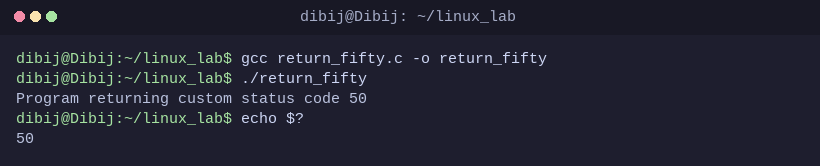 dibij@Dibij: ~/linux_lab
dibij@Dibij:~/linux_lab$ gcc return_fifty.c -o return_fifty
dibij@Dibij:~/linux_lab$ ./return_fifty
Program returning custom status code 50
dibij@Dibij:~/linux_lab$ echo $?
50